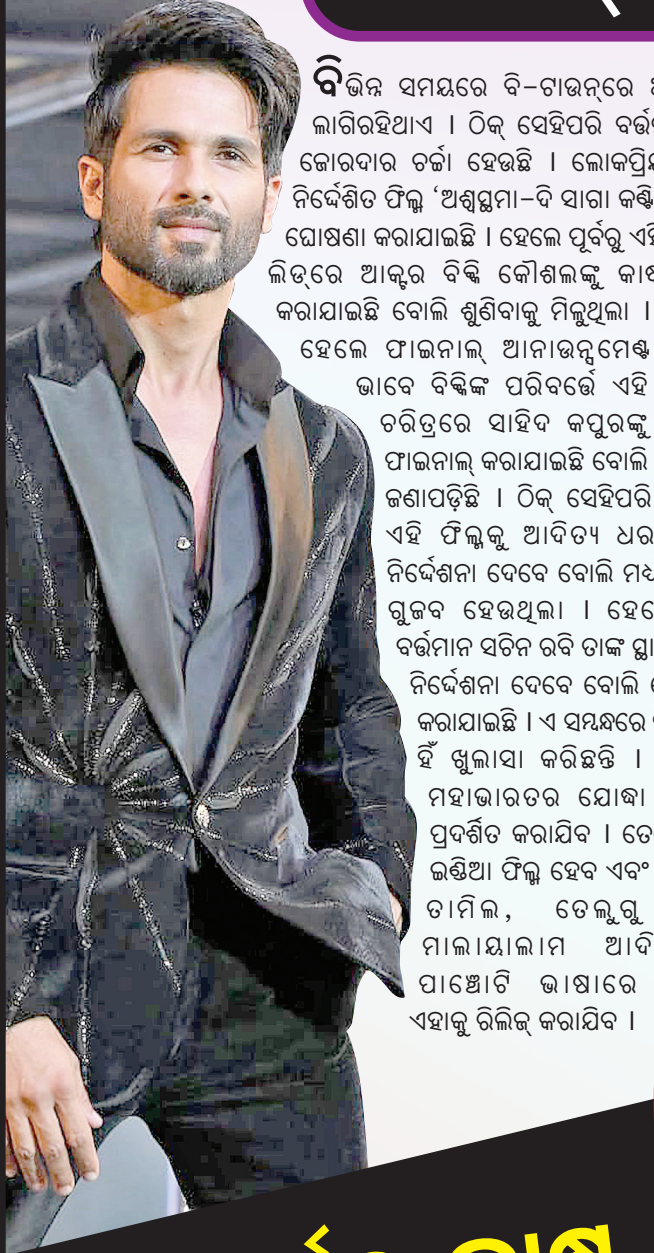 ବିଭିନ୍ନ ସମୟରେ ବି-ଟାଉନ୍‌ରେ
ଲାଗିରହିଥାଏ । ଠିକ୍ ସେହିପରି
ଜୋରଦାର ଚର୍ଚ୍ଚା ହେଉଛି ।
ନିର୍ଦ୍ଦେଶିତ ଫିଲ୍ମ ‘ଅଶ୍ୱତ୍ଥମା-ଦି ସାଗା
ଘୋଷଣା କରାଯାଇଛି । ହେଲେ ପୂର୍ବରୁ
ଲିଡ୍‌ରେ ଆକ୍ଟର ବିକ୍କି କୌଶଲଙ୍କୁ
କରାଯାଇଛି ବୋଲି ଶୁଣିବାକୁ ମିଳୁଥିଲା ।
ହେଲେ ଫାଇନାଲ୍ ଆନାଉନ୍ସମେଣ୍ଟ
ଭାବେ ବିକ୍କିଙ୍କ ପରିବର୍ତ୍ତେ ଏହି
ଚରିତ୍ରରେ ସାହିଦ କପୁରଙ୍କୁ
ଫାଇନାଲ୍ କରାଯାଇଛି ବୋଲି
ଜଣାପଡ଼ିଛି । ଠିକ୍ ସେହିପରି
ଏହି ଫିଲ୍ମକୁ ଆଦିତ୍ୟ ଧର
ନିର୍ଦ୍ଦେଶନା ଦେବେ ବୋଲି
ଗୁଜବ ହେଉଥିଲା ।
ବର୍ତ୍ତମାନ ସଚିନ ରବି ତାଙ୍କ
ନିର୍ଦ୍ଦେଶନା ଦେବେ ବୋଲି
କରାଯାଇଛି । ଏ ସମ୍ବନ୍ଧରେ
ହିଁ ଖୁଲାସା କରିଛନ୍ତି ।
ମହାଭାରତର ଯୋଦ୍ଧା
ପ୍ରଦର୍ଶିତ କରାଯିବ ।
ଇଣ୍ଡିଆ ଫିଲ୍ମ ହେବ ଏବଂ
ତାମିଲ, ତେଲୁଗୁ
ମାଲାୟାଲାମ ଆଦି
ପାଞ୍ଚୋଟି ଭାଷାରେ
ଏହାକୁ ରିଲିଜ୍ କରାଯିବ ।